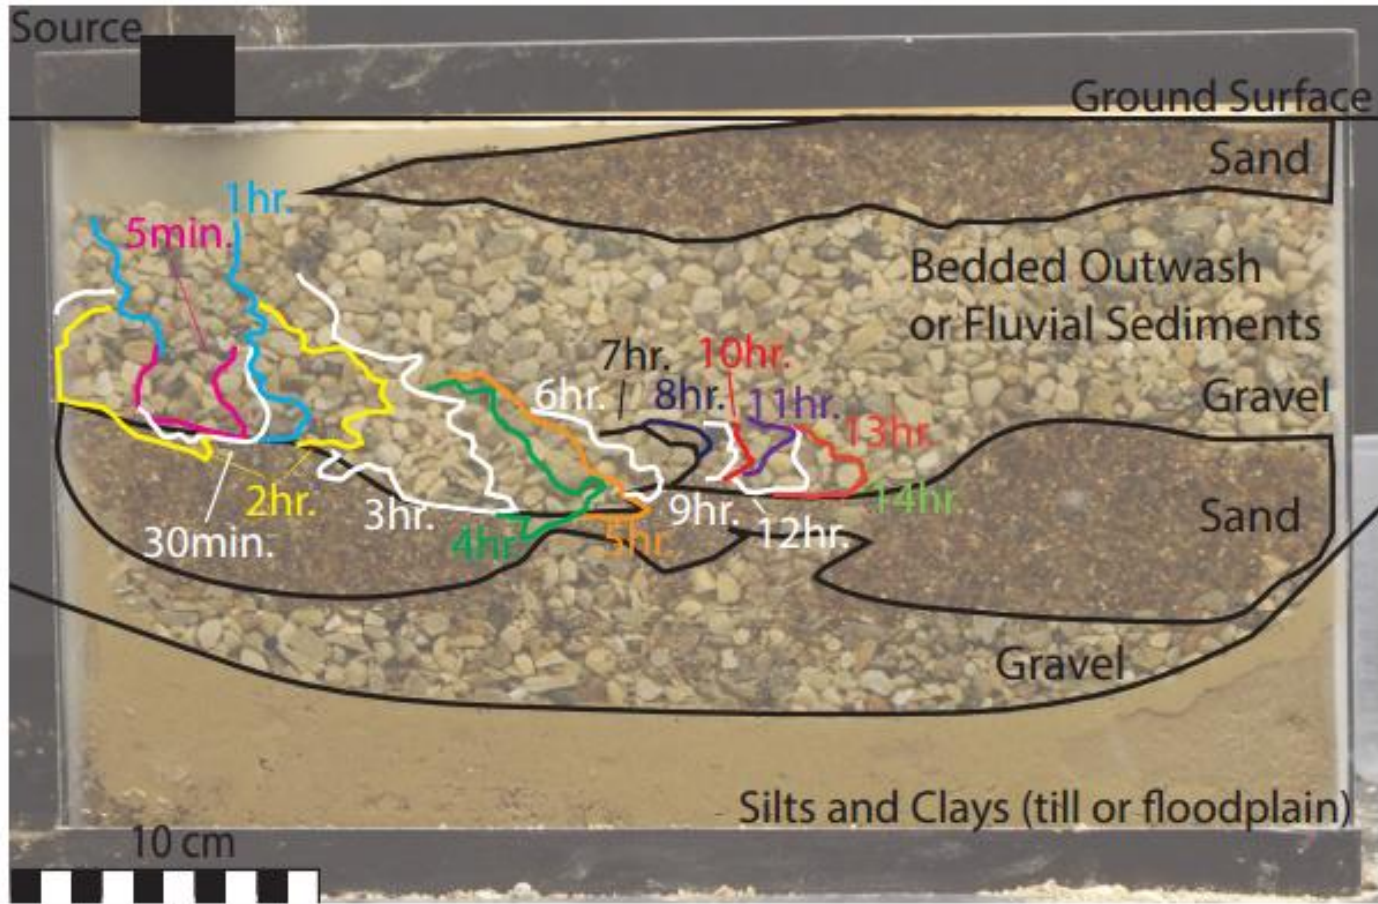 Source
Ground Surface
Sand
1hr.
5min.
Bedded Outwash
or Fluvial Sediments
7hr.
10hr.
6hr.
8hr.
11hr.
Gravel
13hr.
2hr.
3hr.
9hr.
14hr.
Sand
30min.
4hr.
5hr.
12hr.
Gravel
Silts and Clays (till or floodplain)
10 cm